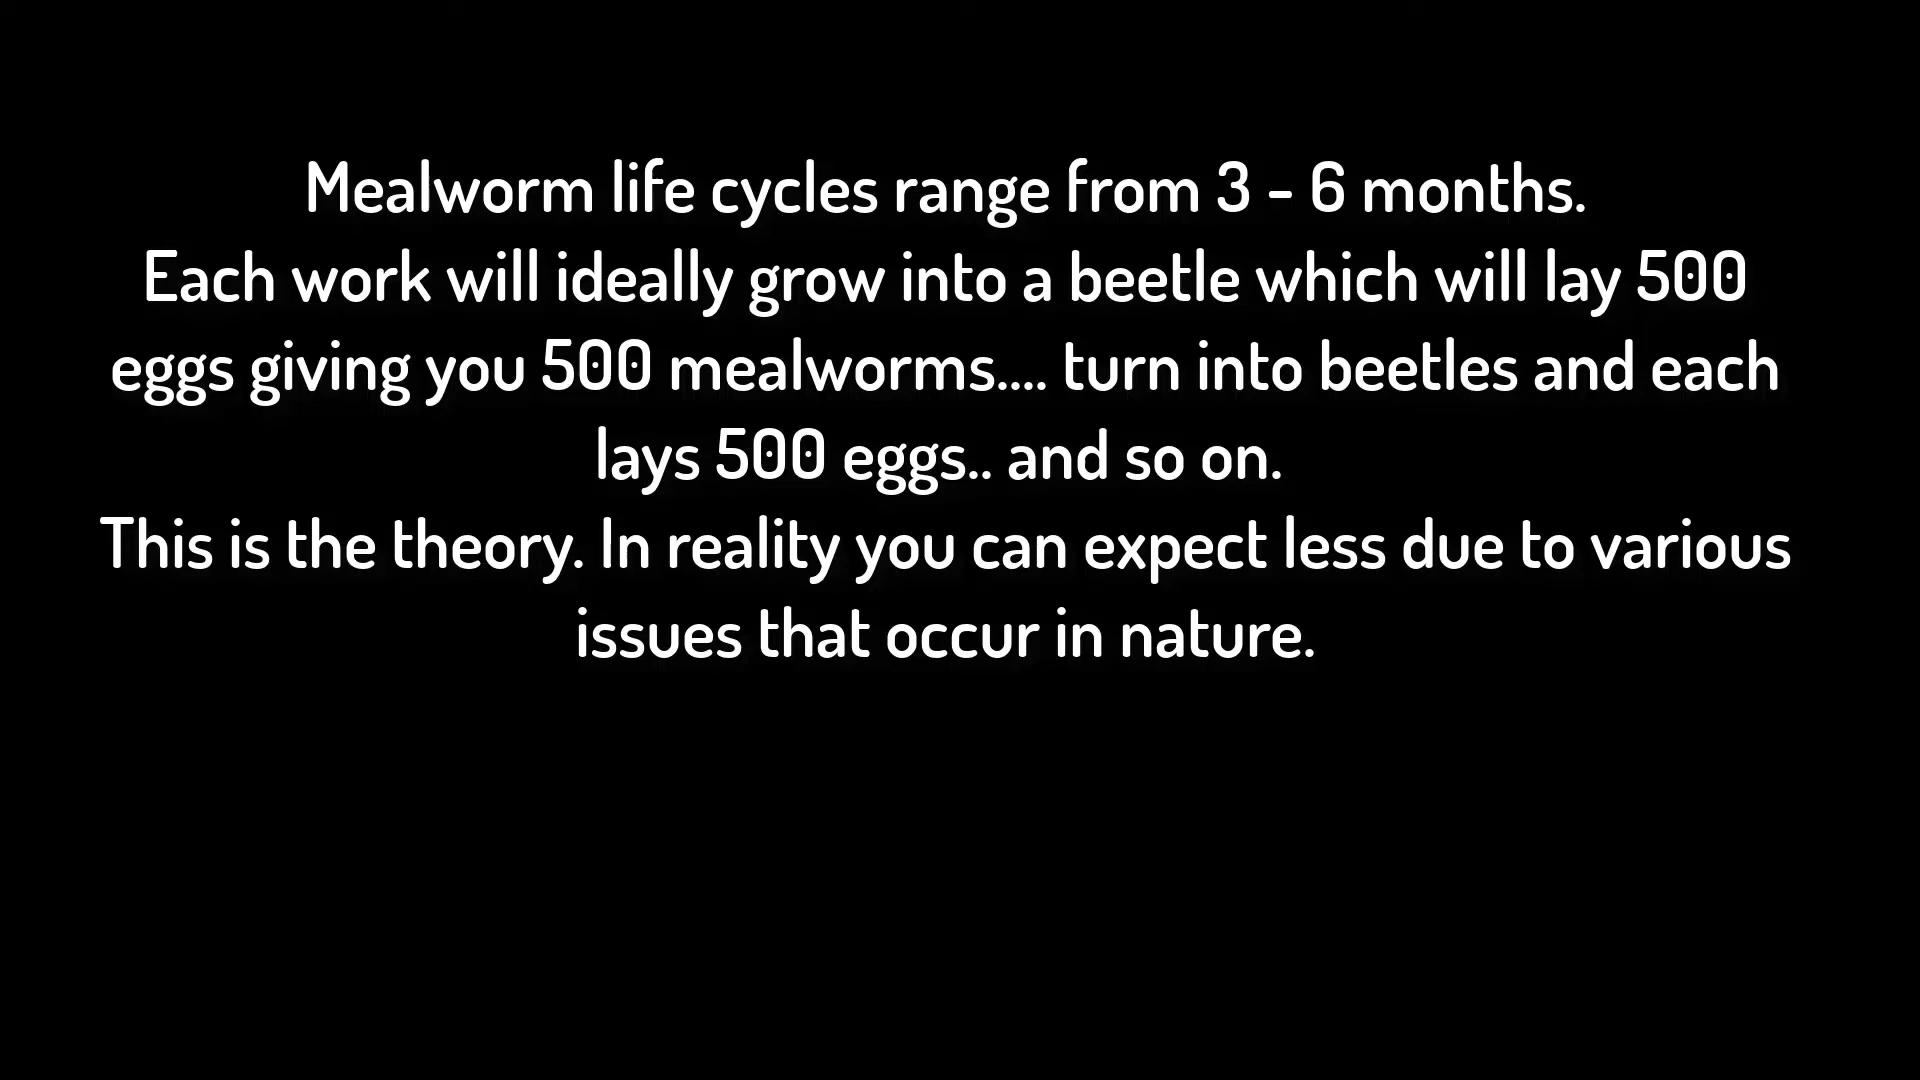 Mealworm life cycles range from 3 - 6 months.
Each work will ideally grow into a beetle which will lay 500
eggs giving you 500 mealworms.... turn into beetles and each
lays 500 eggs.. and so on.
This is the theory. In reality you can expect less due to various
issues that occur in nature.